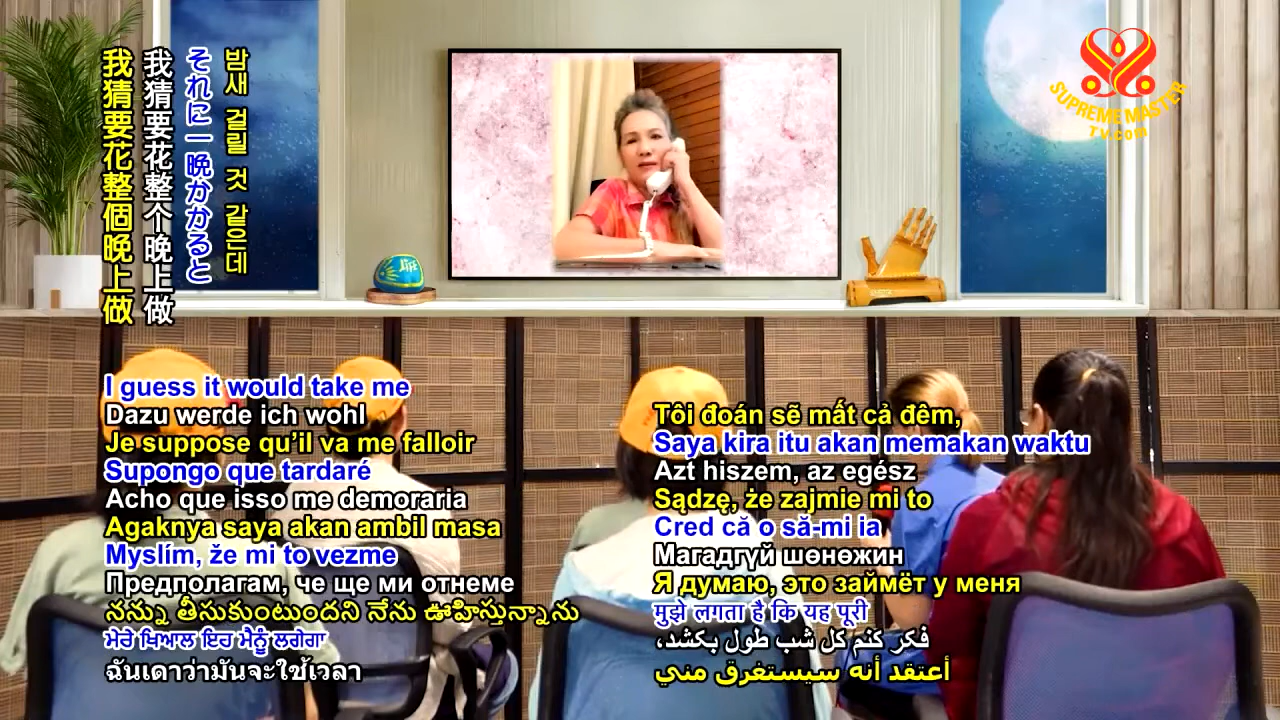 我猜要花整個晚上做
我猜要花整个晚上做
それに一晩かかると
밤새 걸릴 것 같은데
SUPREME MASTER
TV.com
I guess it would take me
Dazu werde ich wohl
Je suppose qu'il va me falloir
Supongo que tardaré
Acho que isso me demoraria
Agaknya saya akan ambil masa
Myslím, že mi to vezme
Предполагам, че ще ми отнеме
నన్ను తీసుకుంటుందని నేను ఊహిస్తున్నాను
ਮੇਰੇ ਖਿਆਲ ਇਹ ਮੈਨੂੰ ਲਗੇਗਾ
ฉันเดาว่ามันจะใช้เวลา
Tôi đoán sẽ mất cả đêm,
Saya kira itu akan memakan waktu
Azt hiszem, az egész
Sądzę, że zajmie mi to
Cred că o să-mi ia
Магадгүй шөнөжин
Я думаю, это займёт у меня
मुझे लगता है कि यह पूरी
فکر کنم کل شب طول بکشد،
أعتقد أنه سيستغرق مني